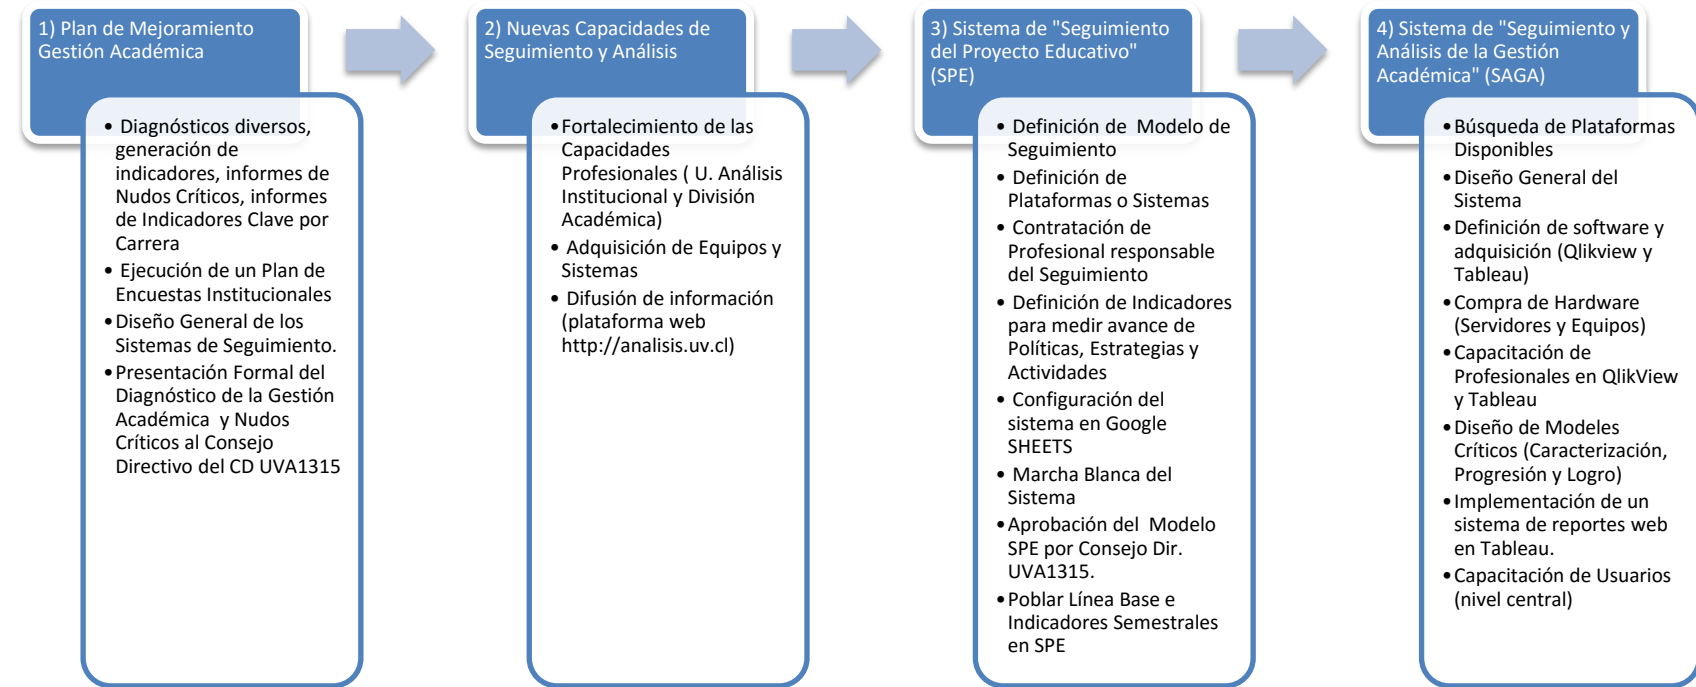 1) Plan de Mejoramiento
Gestión Académica
• Diagnósticos diversos,
generación de
indicadores, informes de
Nudos Críticos, informes
de Indicadores Clave por
Carrera
• Ejecución de un Plan de
Encuestas Institucionales
•Diseño General de los
Sistemas de Seguimiento.
•Presentación Formal del
Diagnóstico de la Gestión
Académica y Nudos
Críticos al Consejo
Directivo del CD UVA1315
2) Nuevas Capacidades de
Seguimiento y Análisis
•Fortalecimiento de las
Capacidades
Profesionales ( U. Análisis
Institucional y División
Académica)
• Adquisición de Equipos y
Sistemas
• Difusión de información
(plataforma web
http://analisis.uv.cl)
3) Sistema de "Seguimiento
del Proyecto Educativo"
(SPE)
• Definición de Modelo de
Seguimiento
• Definición de
Plataformas o Sistemas
• Contratación de
Profesional responsable
del Seguimiento
• Definición de Indicadores
para medir avance de
Políticas, Estrategias y
Actividades
• Configuración del
sistema en Google
SHEETS
• Marcha Blanca del
Sistema
•Aprobación del Modelo
SPE por Consejo Dir.
UVA1315.
•Poblar Línea Base e
Indicadores Semestrales
en SPE
4) Sistema de "Seguimiento y
Análisis de la Gestión
Académica" (SAGA)
•Búsqueda de Plataformas
Disponibles
•Diseño General del
Sistema
•Definición de software y
adquisición (Qlikview y
Tableau)
•Compra de Hardware
(Servidores y Equipos)
•Capacitación de
Profesionales en QlikView
y Tableau
•Diseño de Modeles
Críticos (Caracterización,
Progresión y Logro)
•Implementación de un
sistema de reportes web
en Tableau.
•Capacitación de Usuarios
(nivel central)